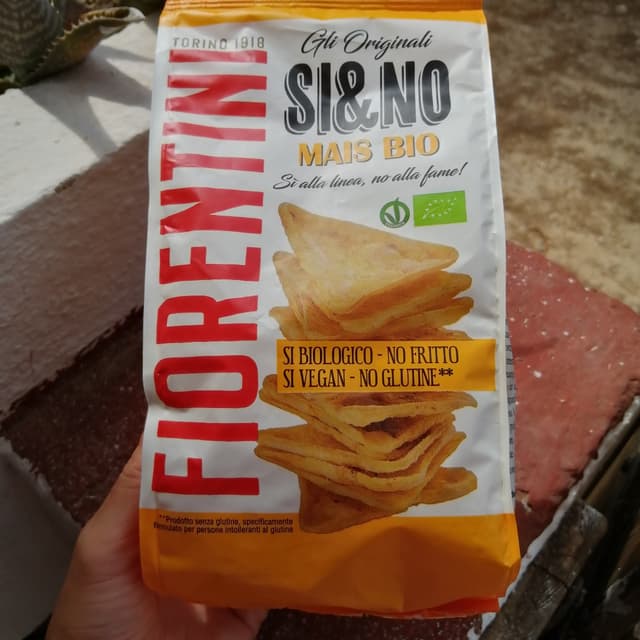 TORINO 1918
FIORENTINI
Gli Originali
SI&NO
MAIS BIO
Sì alla linea, no alla fame!
SI BIOLOGICO - NO FRITTO
SI VEGAN - NO GLUTINE**
**Prodotto senza glutine, specificamente
formulato per persone intolleranti al glutine